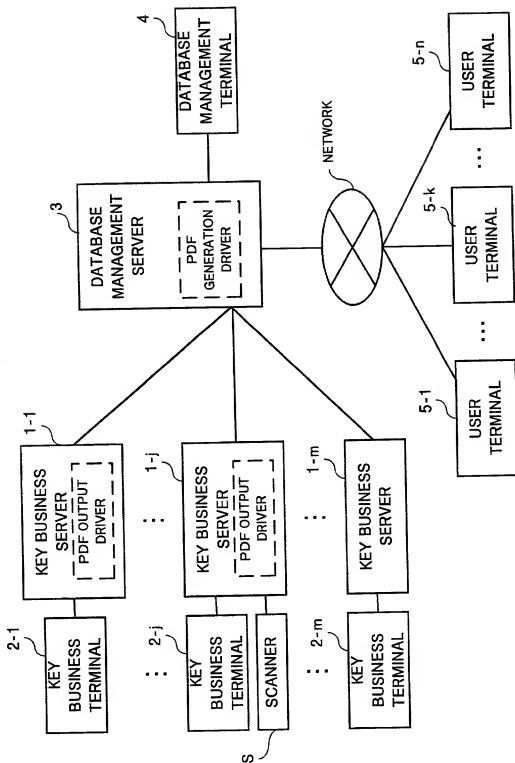 2-1
KEY
BUSINESS
TERMINAL
1-1
KEY BUSINESS
SERVER
PDF OUTPUT
DRIVER
3
DATABASE
MANAGEMENT
SERVER
PDF
GENERATION
DRIVER
4
DATABASE
MANAGEMENT
TERMINAL
2-j
KEY
BUSINESS
TERMINAL
1-j
KEY BUSINESS
SERVER
PDF OUTPUT
DRIVER
S
SCANNER
NETWORK
2-m
KEY
BUSINESS
TERMINAL
1-m
KEY BUSINESS
SERVER
5-1
USER
TERMINAL
...
5-k
USER
TERMINAL
...
5-n
USER
TERMINAL